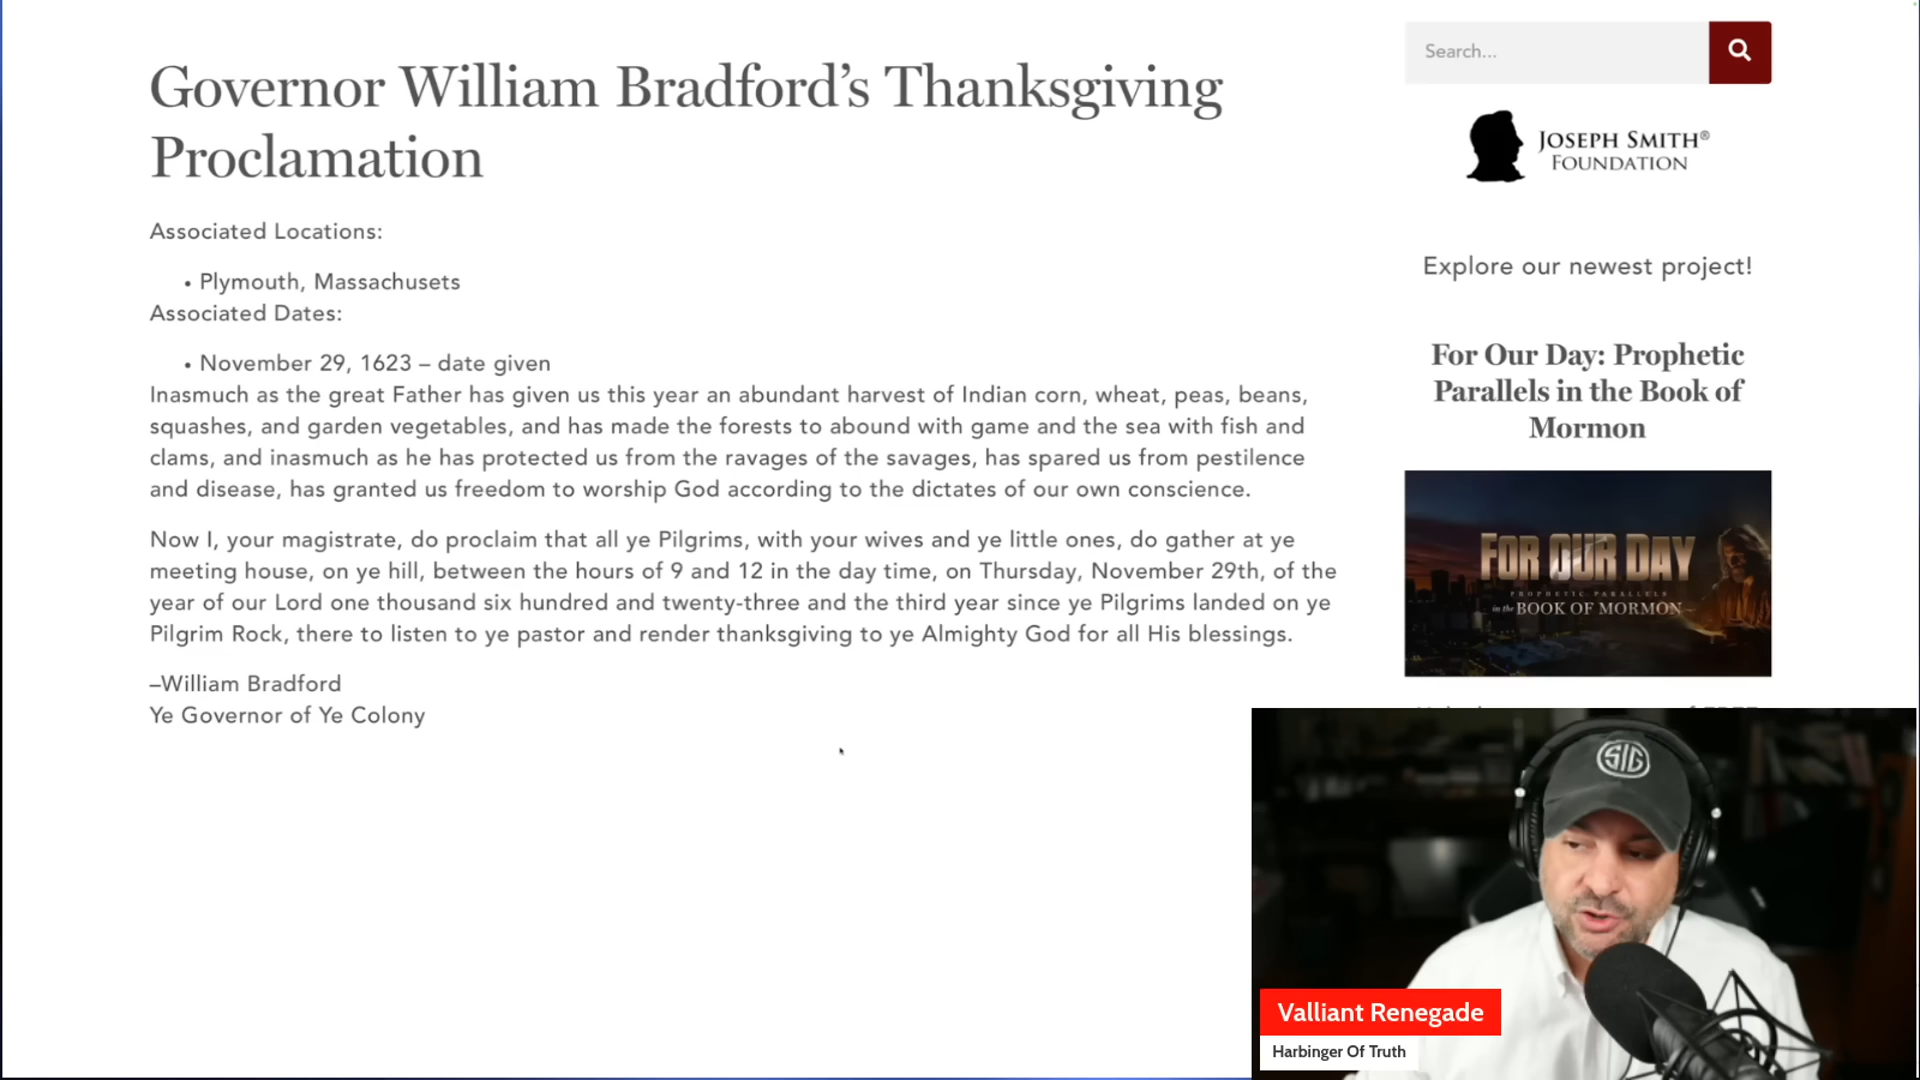 Governor William Bradford’s Thanksgiving
Proclamation
Associated Locations:
• Plymouth, Massachusets
Associated Dates:
• November 29, 1623 – date given
Inasmuch as the great Father has given us this year an abundant harvest of Indian corn, wheat, peas, beans,
squashes, and garden vegetables, and has made the forests to abound with game and the sea with fish and
clams, and inasmuch as he has protected us from the ravages of the savages, has spared us from pestilence
and disease, has granted us freedom to worship God according to the dictates of our own conscience.
Now I, your magistrate, do proclaim that all ye Pilgrims, with your wives and ye little ones, do gather at ye
meeting house, on ye hill, between the hours of 9 and 12 in the day time, on Thursday, November 29th, of the
year of our Lord one thousand six hundred and twenty-three and the third year since ye Pilgrims landed on ye
Pilgrim Rock, there to listen to ye pastor and render thanksgiving to ye Almighty God for all His blessings.
–William Bradford
Ye Governor of Ye Colony
Search...
JOSEPH SMITH®
FOUNDATION
Explore our newest project!
For Our Day: Prophetic
Parallels in the Book of
Mormon
FOR OUR DAY
PROPHETIC PARALLELS
in the BOOK OF MORMON
SIG
Valliant Renegade
Harbinger Of Truth